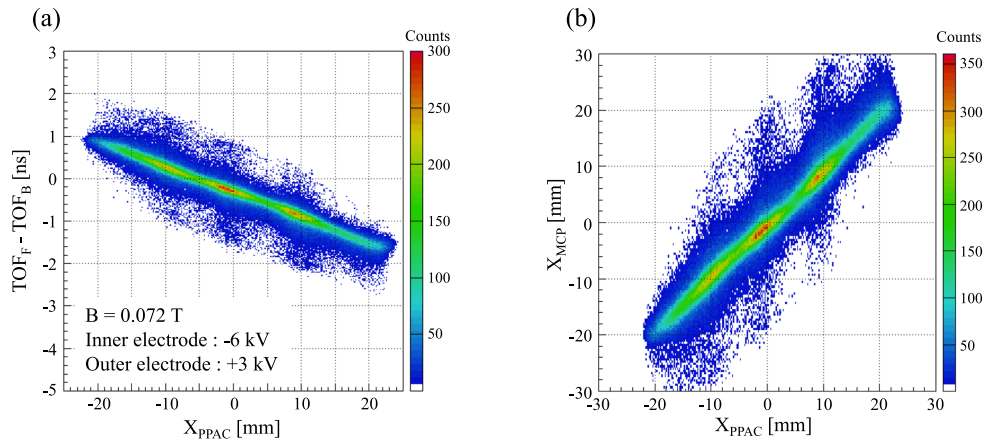 (a)
Counts
3
2
1
0
-1
-2
-3
-4
-5
TOF_F - TOF_B [ns]
B = 0.072 T
Inner electrode : -6 kV
Outer electrode : +3 kV
-20 -10 0 10 20
X_PPAC [mm]
300
250
200
150
100
50
(b)
Counts
30
20
10
0
-10
-20
-30
X_MCP [mm]
-30 -20 -10 0 10 20 30
X_PPAC [mm]
350
300
250
200
150
100
50